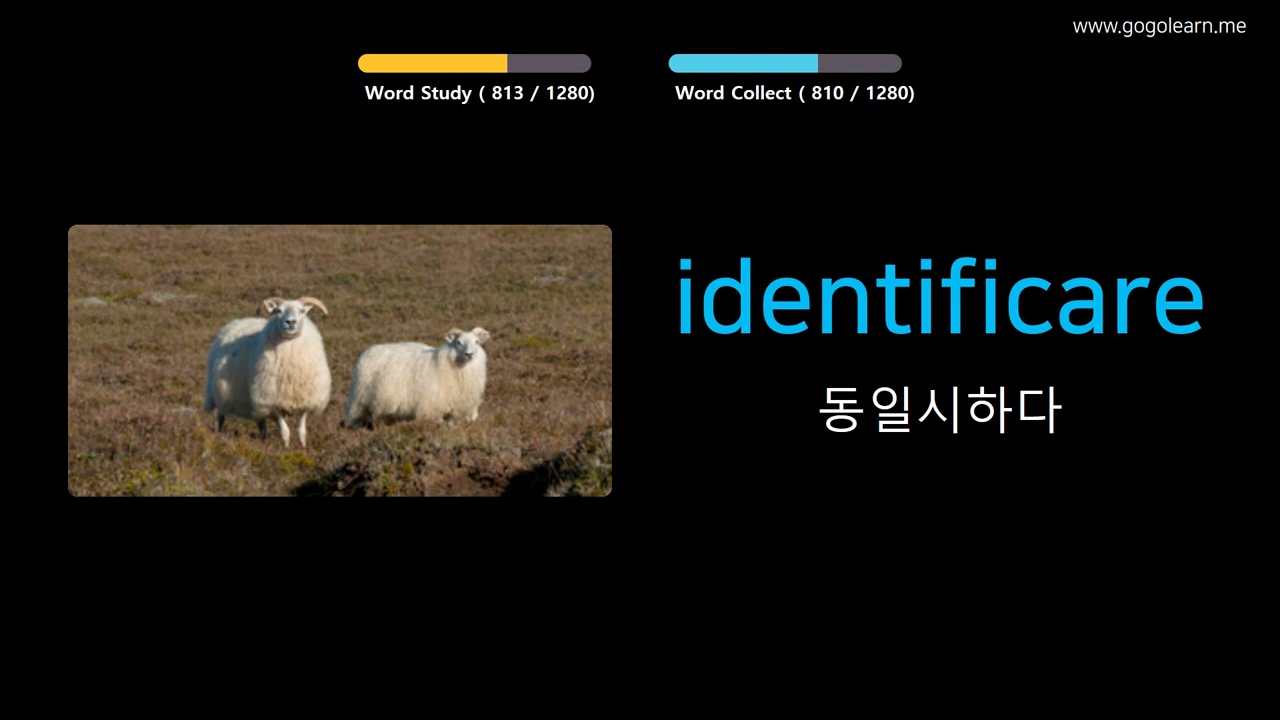 www.gogolearn.me
Word Study ( 813 / 1280)
Word Collect ( 810 / 1280)
identificare
동일시하다